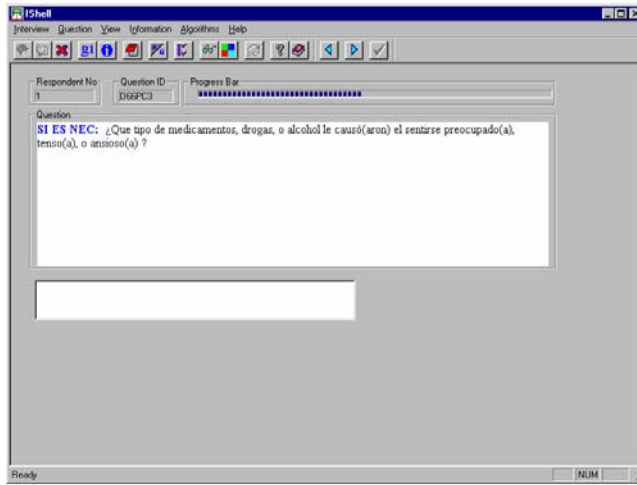 IShell
Interview Question View Information Algorithms Help
g1
Respondent No
Question ID
Progress Bar
1
D66PC3
Question
SI ES NEC: ¿Que tipo de medicamentos, drogas, o alcohol le causó(aron) el sentirse preocupado(a),
tenso(a), o ansioso(a) ?
Ready
NUM